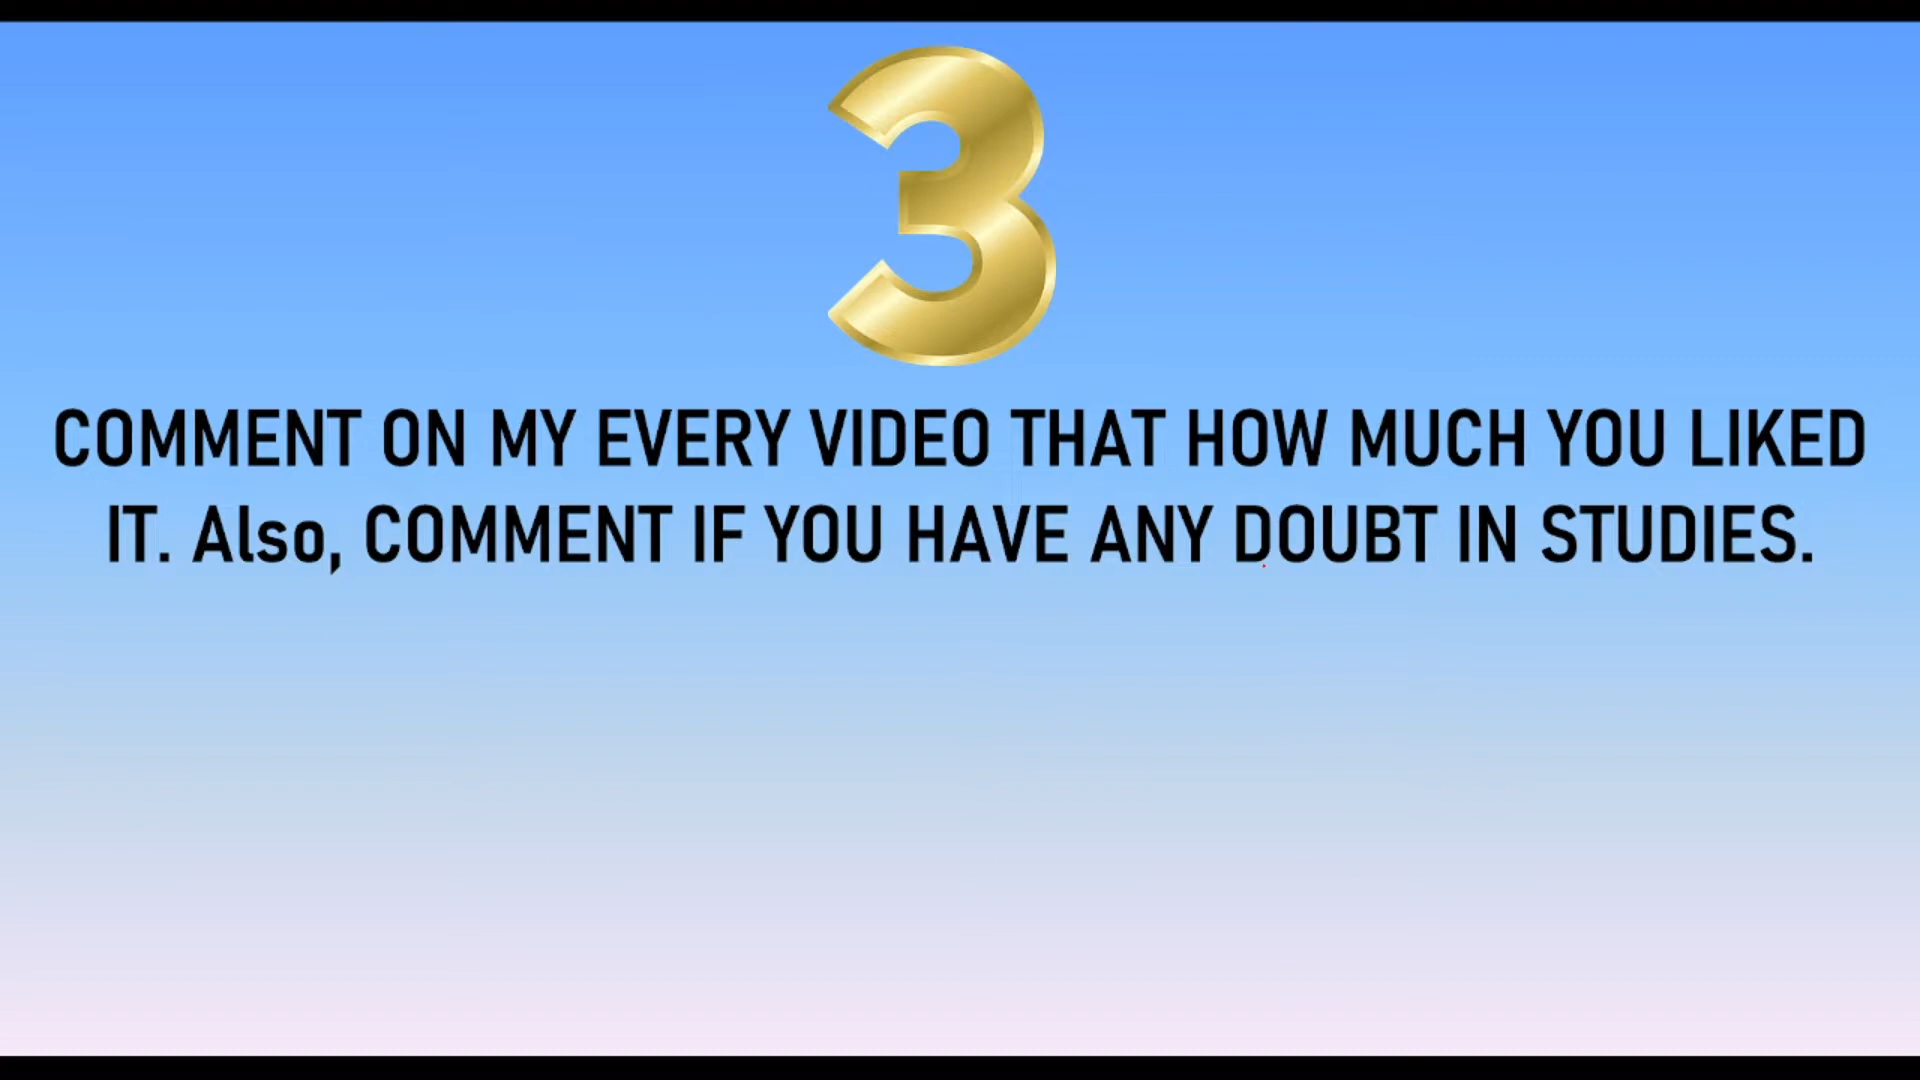 3
COMMENT ON MY EVERY VIDEO THAT HOW MUCH YOU LIKED
IT. Also, COMMENT IF YOU HAVE ANY DOUBT IN STUDIES.